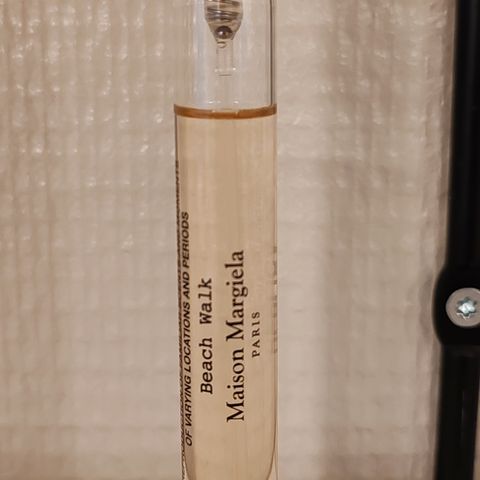 OF VARYING LOCATIONS AND PERIODS
Beach Walk
Maison Margiela
PARIS